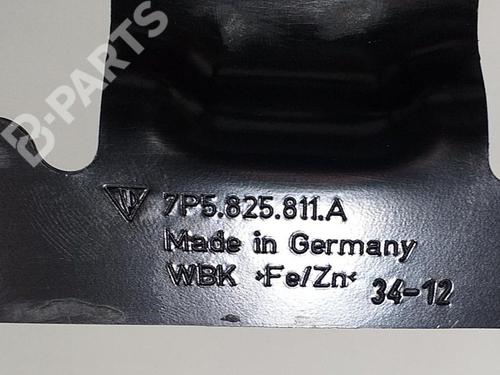 B-PARTS
7P5.825.811.A
Made in Germany
WBK >Fe/Zn< 34-12